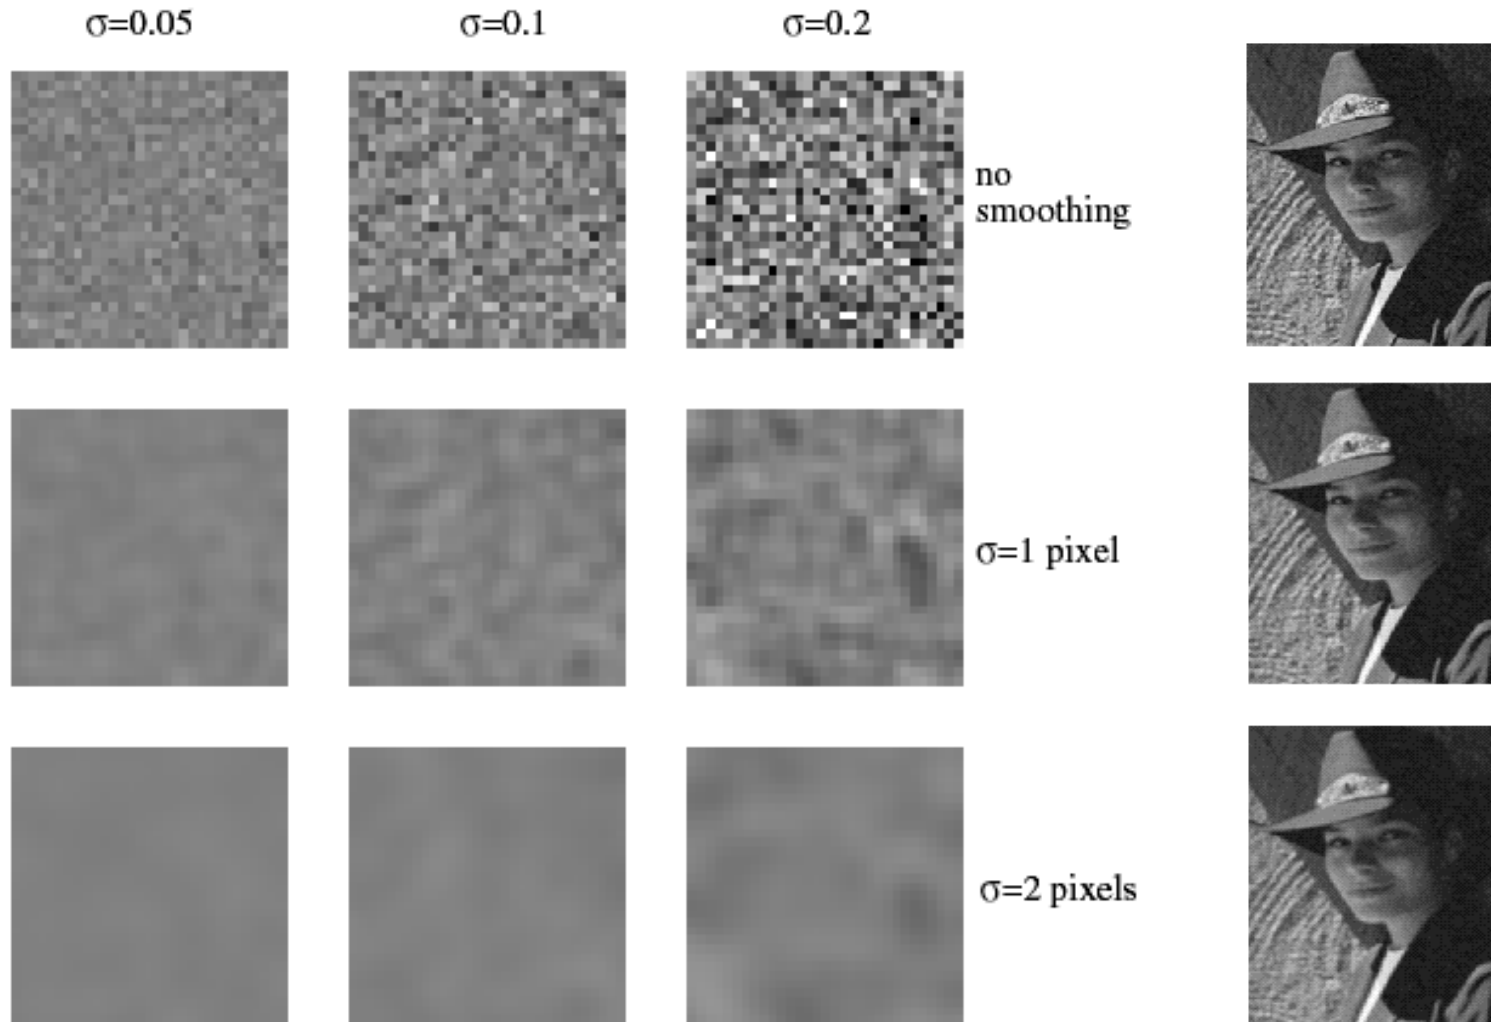 σ=0.05
σ=0.1
σ=0.2
no
smoothing
σ=1 pixel
σ=2 pixels